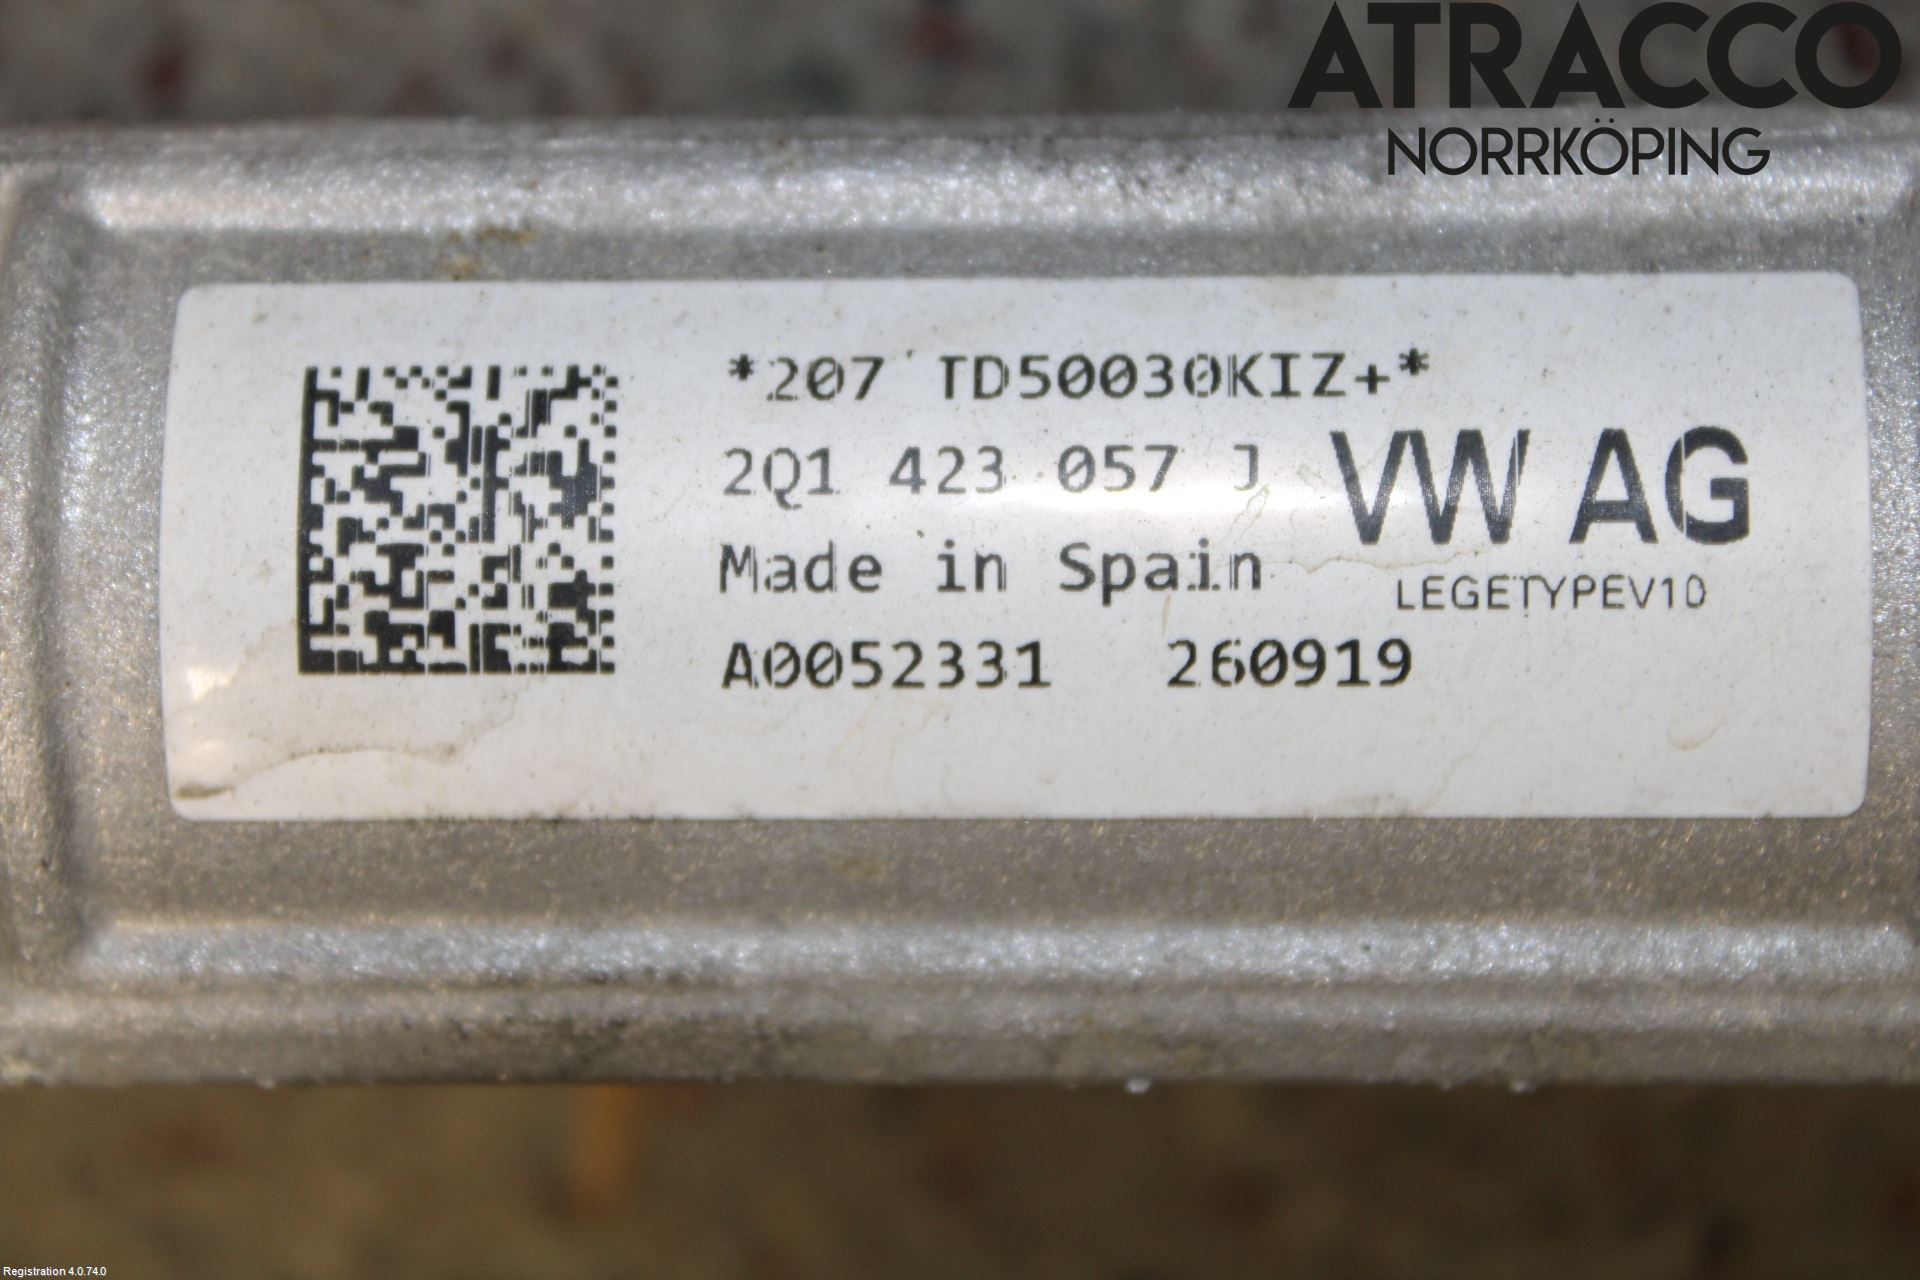 ATRACCO
NORRKÖPING
*207 TD50030KIZ+*
2Q1 423 057 J
VW AG
Made in Spain
LEGETYPEV10
A0052331 260919
Registration 4.0.74.0